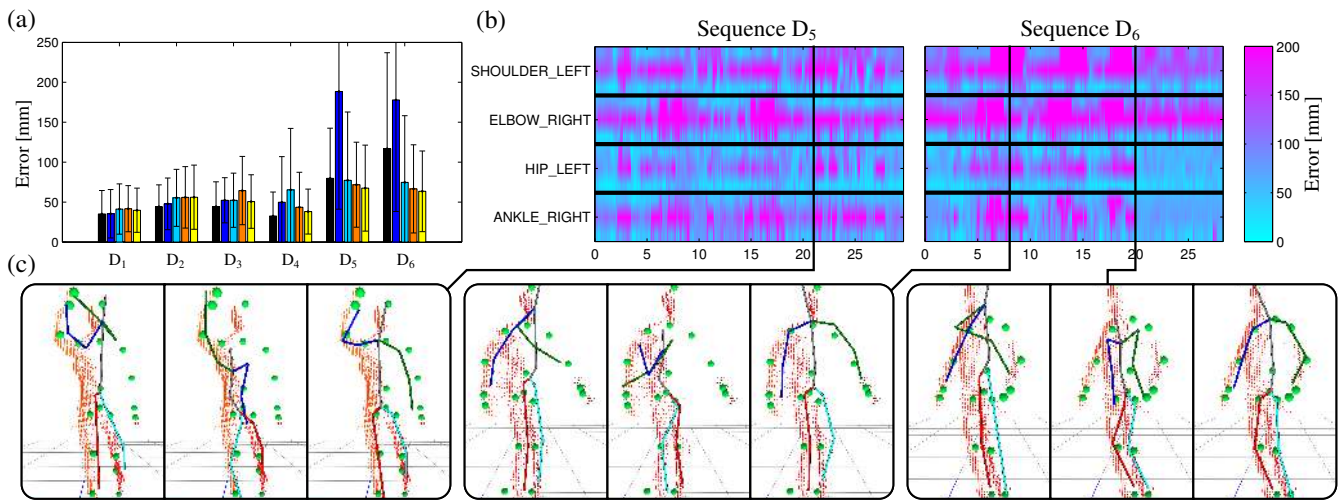 (a)
Error [mm]
250
200
150
100
50
0
D1 D2 D3 D4 D5 D6
(b)
Sequence D5
Sequence D6
SHOULDER_LEFT
ELBOW_RIGHT
HIP_LEFT
ANKLE_RIGHT
0 5 10 15 20 25
0 5 10 15 20 25
200
150
100
50
0
Error [mm]
(c)